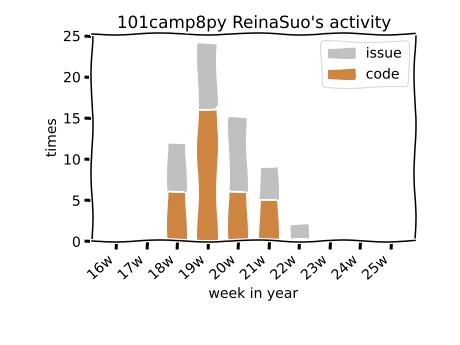 101camp8py ReinaSuo's activity
issue
code
25
20
15
10
5
0
times
16w
17w
18w
19w
20w
21w
22w
23w
24w
25w
week in year